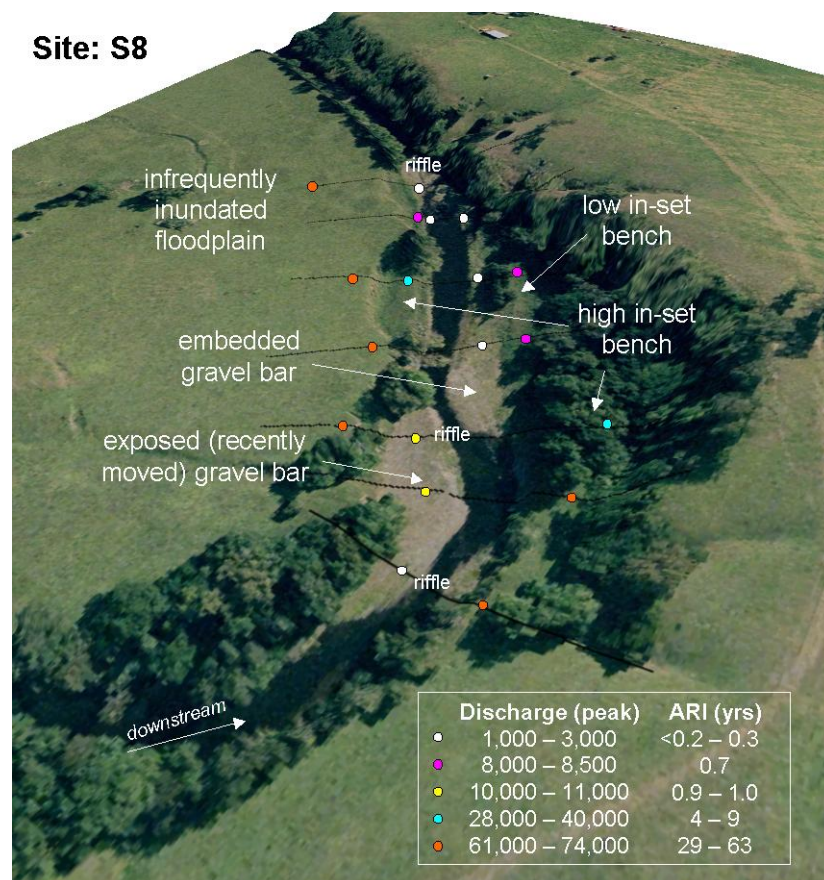 Site: S8
riffle
infrequently
inundated
floodplain
low in-set
bench
high in-set
bench
embedded
gravel bar
riffle
exposed (recently
moved) gravel bar
riffle
downstream
Discharge (peak) ARI (yrs)
1,000 – 3,000 <0.2 – 0.3
8,000 – 8,500 0.7
10,000 – 11,000 0.9 – 1.0
28,000 – 40,000 4 – 9
61,000 – 74,000 29 – 63